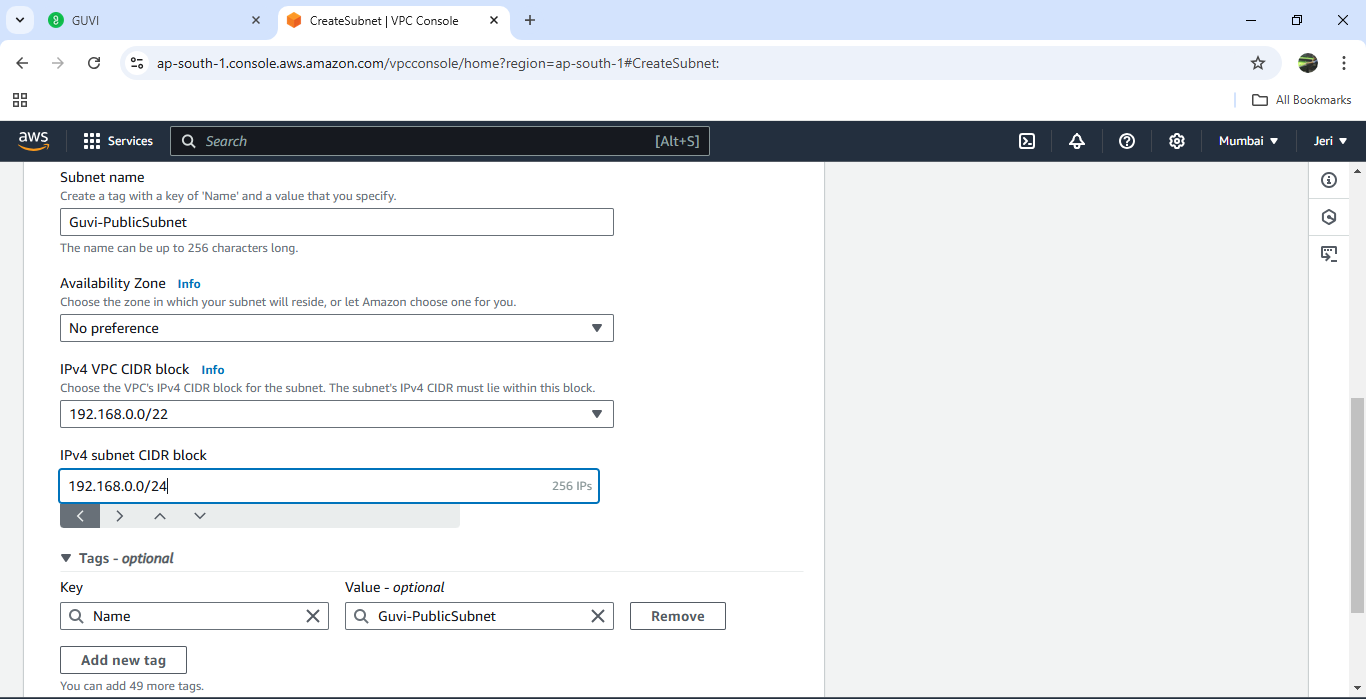 GUVI
CreateSubnet | VPC Console
ap-south-1.console.aws.amazon.com/vpcconsole/home?region=ap-south-1#CreateSubnet:
All Bookmarks
aws Services Search [Alt+S] Mumbai Jeri
Subnet name
Create a tag with a key of 'Name' and a value that you specify.
Guvi-PublicSubnet
The name can be up to 256 characters long.
Availability Zone Info
Choose the zone in which your subnet will reside, or let Amazon choose one for you.
No preference
IPv4 VPC CIDR block Info
Choose the VPC's IPv4 CIDR block for the subnet. The subnet's IPv4 CIDR must lie within this block.
192.168.0.0/22
IPv4 subnet CIDR block
192.168.0.0/24 256 IPs
Tags - optional
Key Value - optional
Name Guvi-PublicSubnet Remove
Add new tag
You can add 49 more tags.